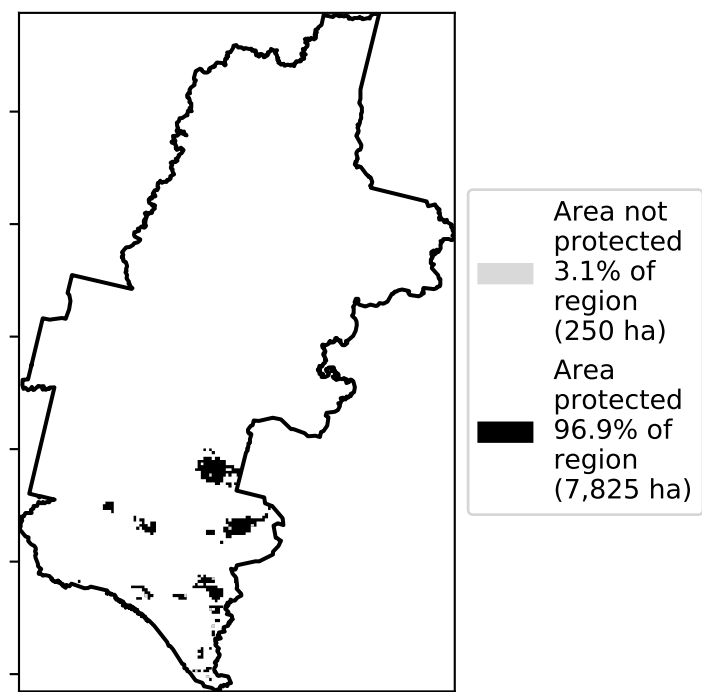 Area not
protected
3.1% of
region
(250 ha)
Area
protected
96.9% of
region
(7,825 ha)